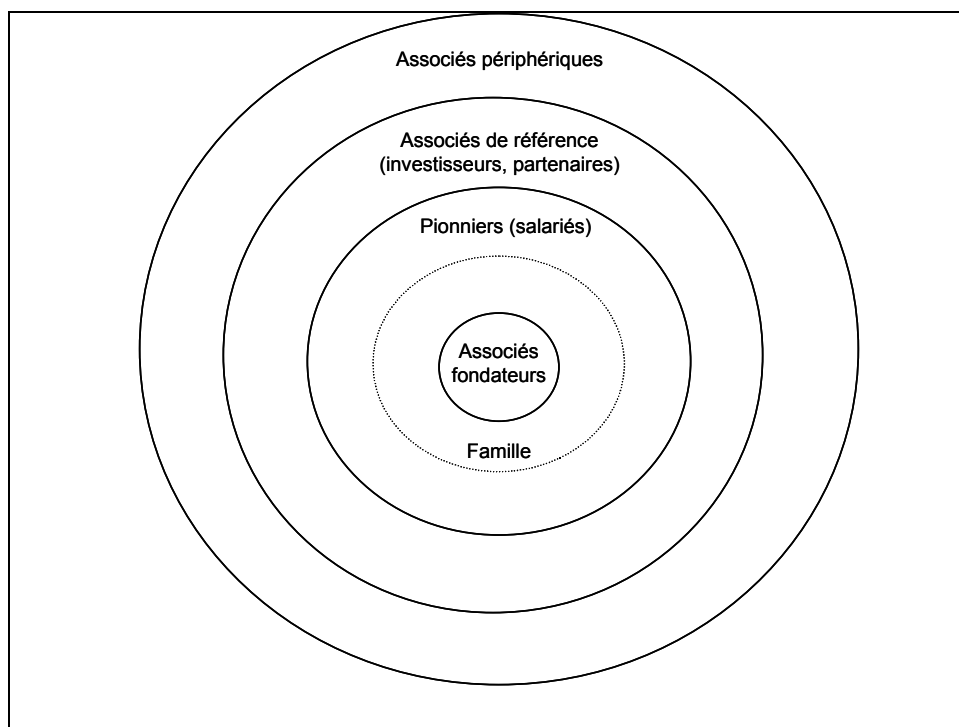 Associés périphériques
Associés de référence
(investisseurs, partenaires)
Pionniers (salariés)
Associés
fondateurs
Famille